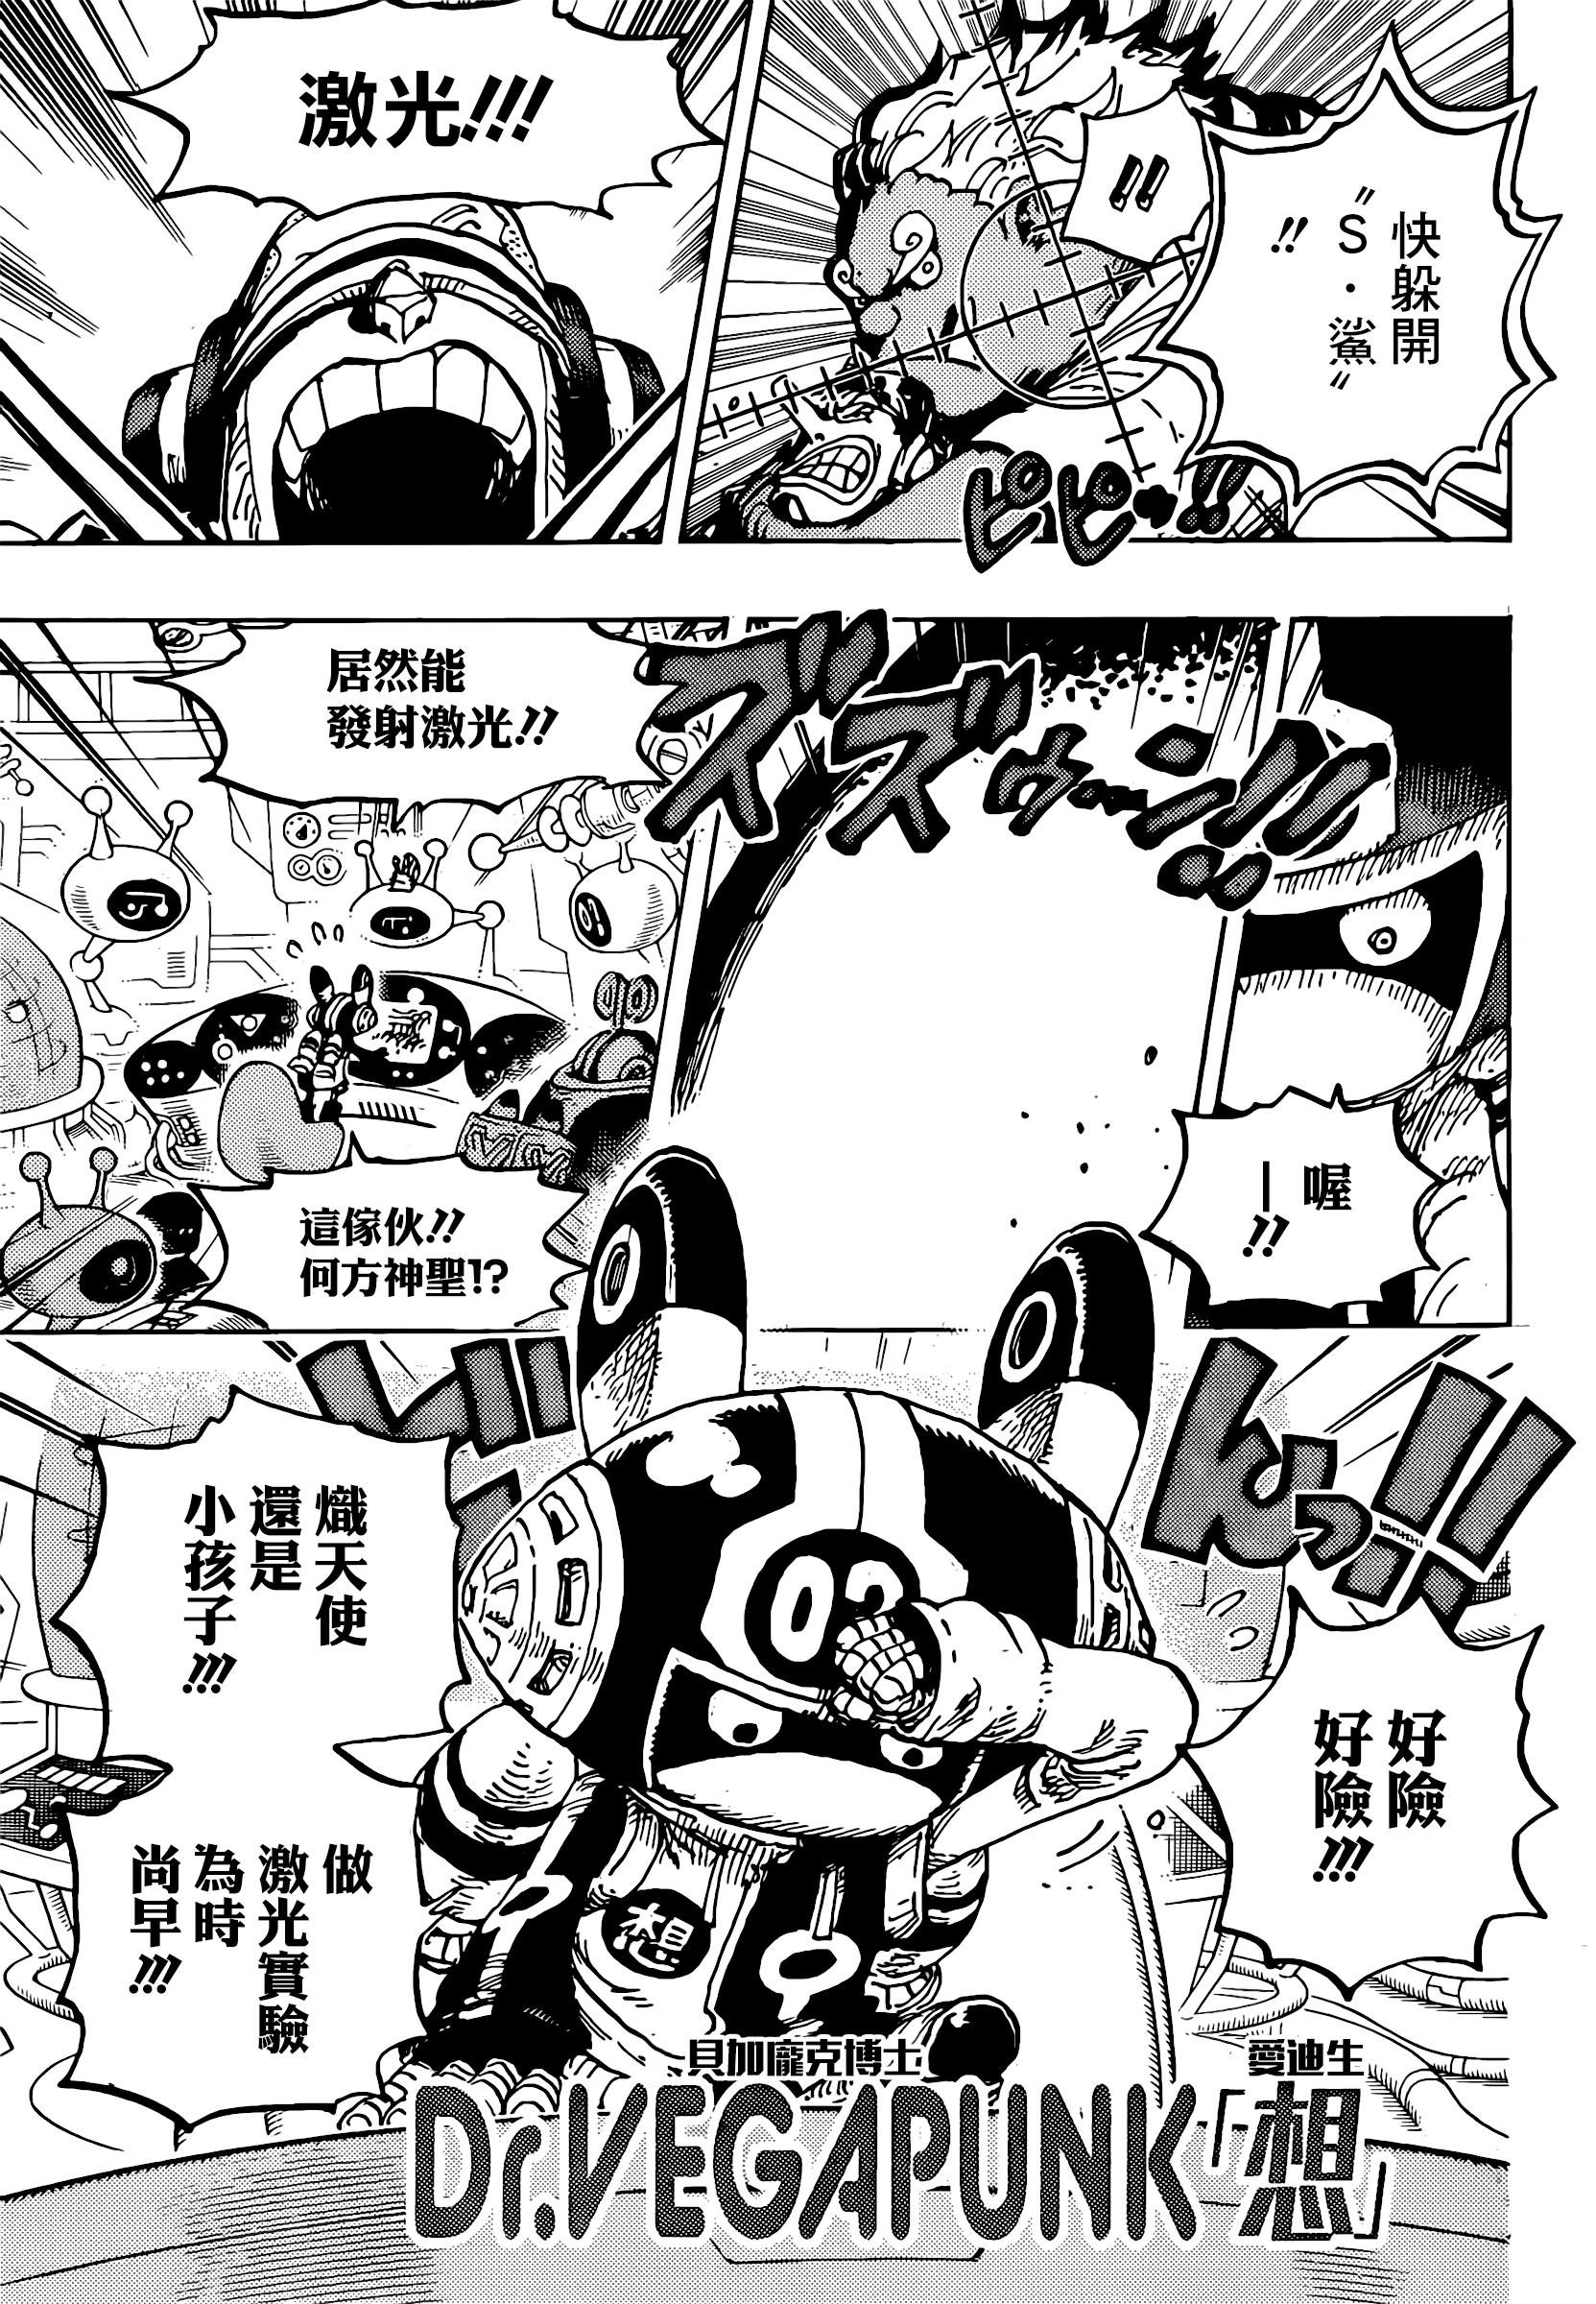 快躲開
〝S・鯊〞
!!
!!
ピピッ!!
激光!!!
ズズゥーン!!!
喔
—!!
居然能
發射激光!!
這傢伙!!
何方神聖!?
んっ!!
好險
好險!!!
熾天使
還是
小孩子!!!
做
激光實驗
為時
尚早!!!
想
貝加龐克博士
Dr.VEGAPUNK
愛迪生
「想」